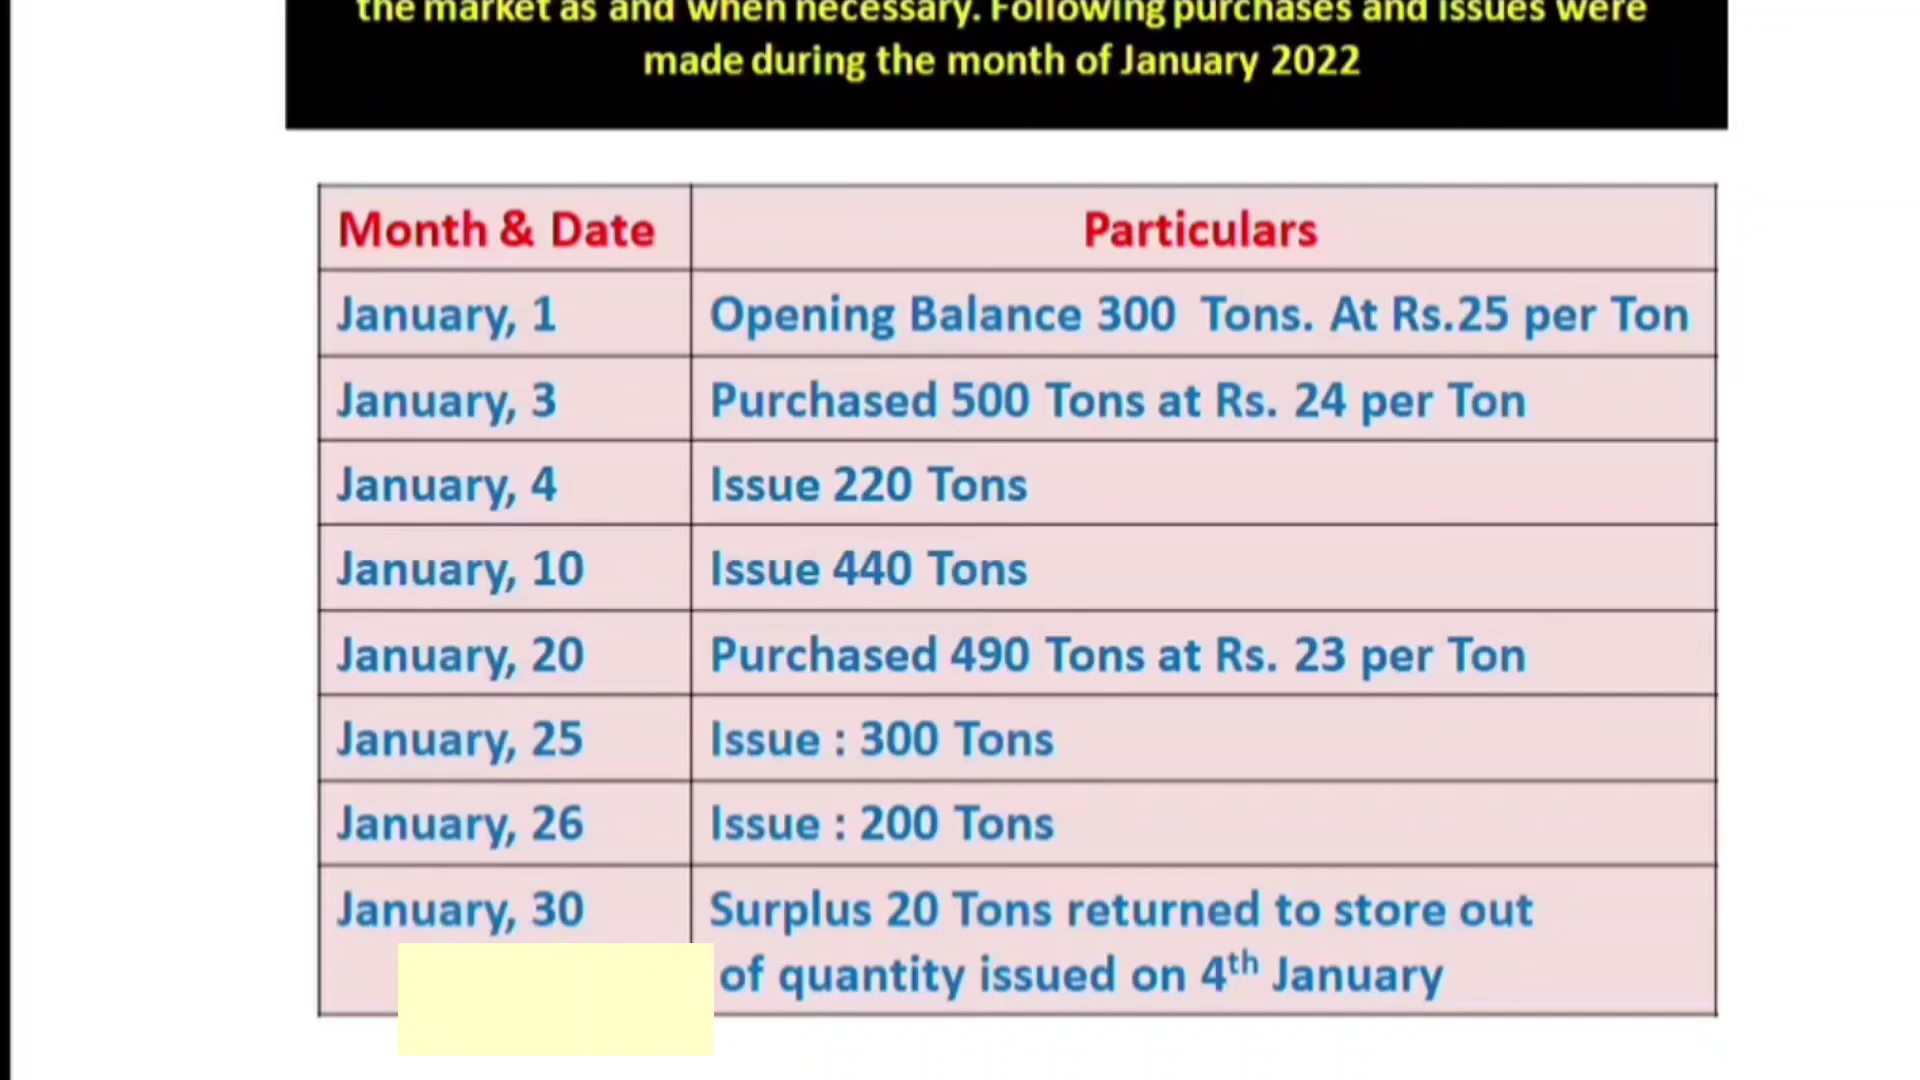 the market as and when necessary. Following purchases and issues were
made during the month of January 2022
Month & Date Particulars
January, 1 Opening Balance 300 Tons. At Rs.25 per Ton
January, 3 Purchased 500 Tons at Rs. 24 per Ton
January, 4 Issue 220 Tons
January, 10 Issue 440 Tons
January, 20 Purchased 490 Tons at Rs. 23 per Ton
January, 25 Issue : 300 Tons
January, 26 Issue : 200 Tons
January, 30 Surplus 20 Tons returned to store out
of quantity issued on 4th January